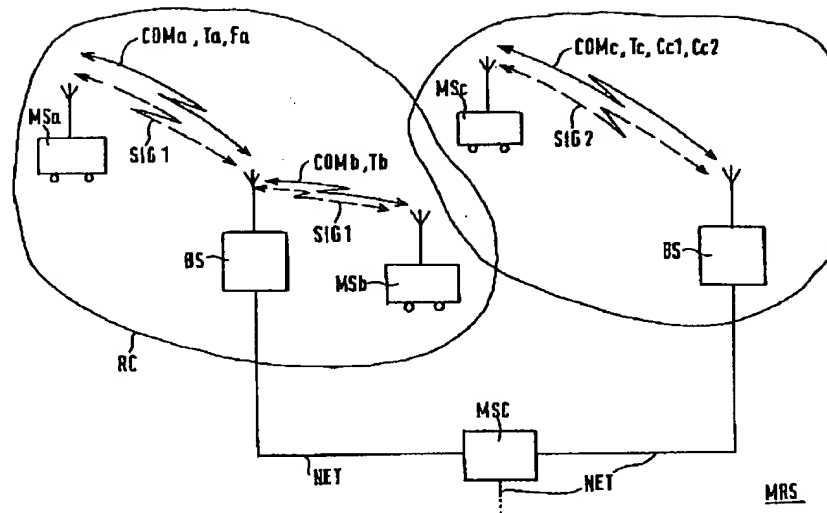 COMa, Ta, Fa
COMc, Tc, Cc1, Cc2
MSa
MSc
SIG 1
SIG 2
COMb, Tb
SIG 1
BS
BS
MSb
RC
MSC
NET
NET
MRS